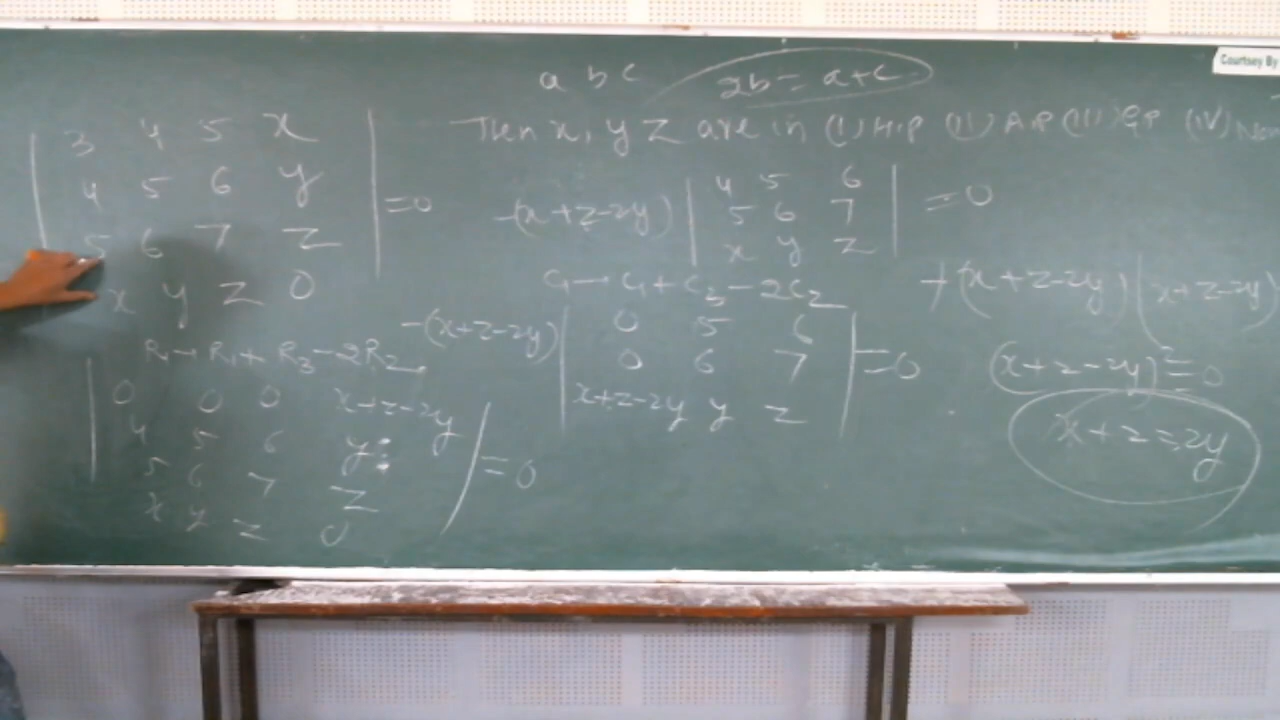 Courtsey By
a b c 2b = a+c
Then x, y z are in (I) H.P (II) A.P (III) G.P (IV) Non
| 3 4 5 x |
| 4 5 6 y | = 0
| 5 6 7 z |
x y z 0
R₁ → R₁ + R₃ - 2R₂
| 0 0 0 x+z-2y |
| 4 5 6 y |
| 5 6 7 z | = 0
| x y z 0 |
-(x+z-2y) | 4 5 6 |
| 5 6 7 | = 0
| x y z |
C₁ → C₁ + C₃ - 2C₂
-(x+z-2y) | 0 5 6 |
| 0 6 7 | = 0
| x+z-2y y z |
+(x+z-2y)(x+z-2y)
(x+z-2y)² = 0
x+z=2y